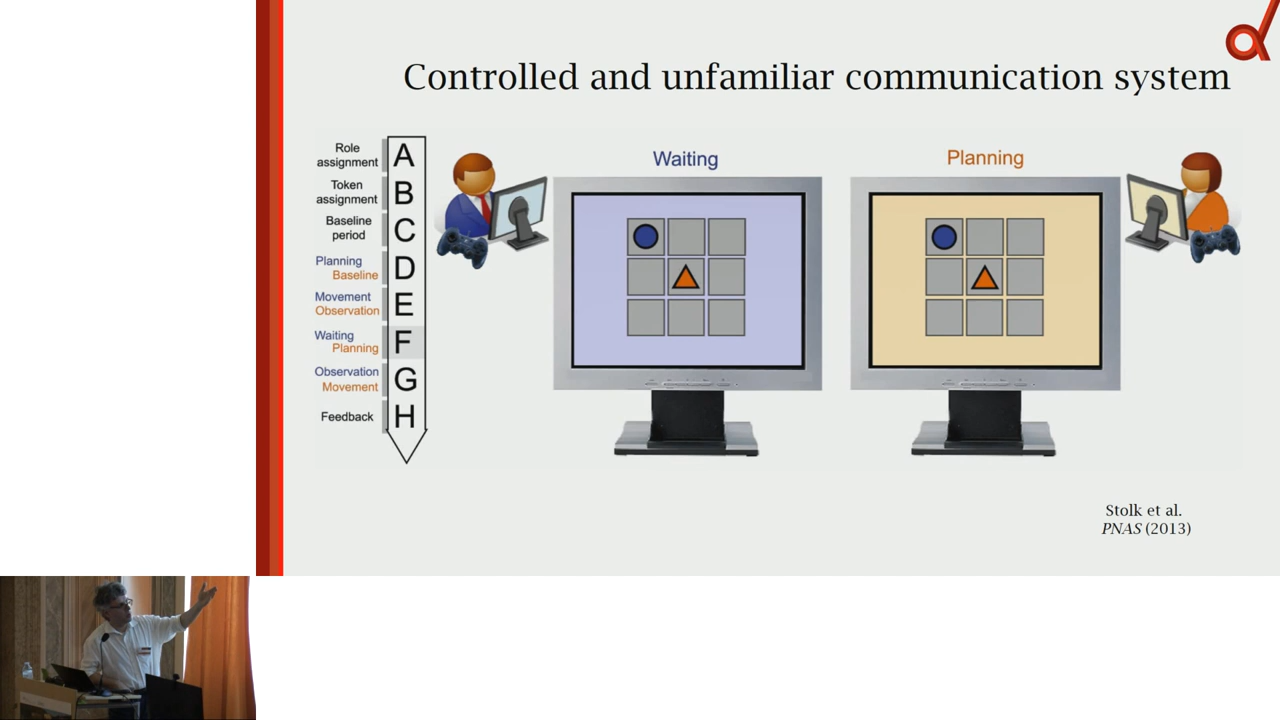 Controlled and unfamiliar communication system
Role
assignment
A
Token
assignment
B
Baseline
period
C
Planning
Baseline
D
Movement
Observation
E
Waiting
Planning
F
Observation
Movement
G
Feedback
H
Waiting
Planning
Stolk et al.
PNAS (2013)